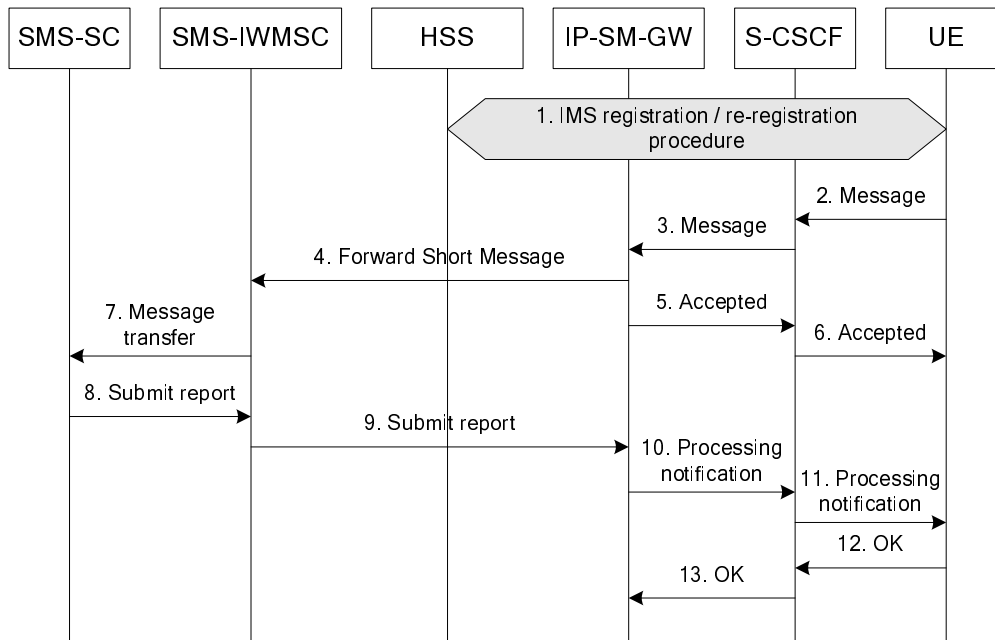 SMS-SC
SMS-IWMSC
HSS
IP-SM-GW
S-CSCF
UE
1. IMS registration / re-registration
procedure
2. Message
3. Message
4. Forward Short Message
5. Accepted
6. Accepted
7. Message
transfer
8. Submit report
9. Submit report
10. Processing
notification
11. Processing
notification
12. OK
13. OK